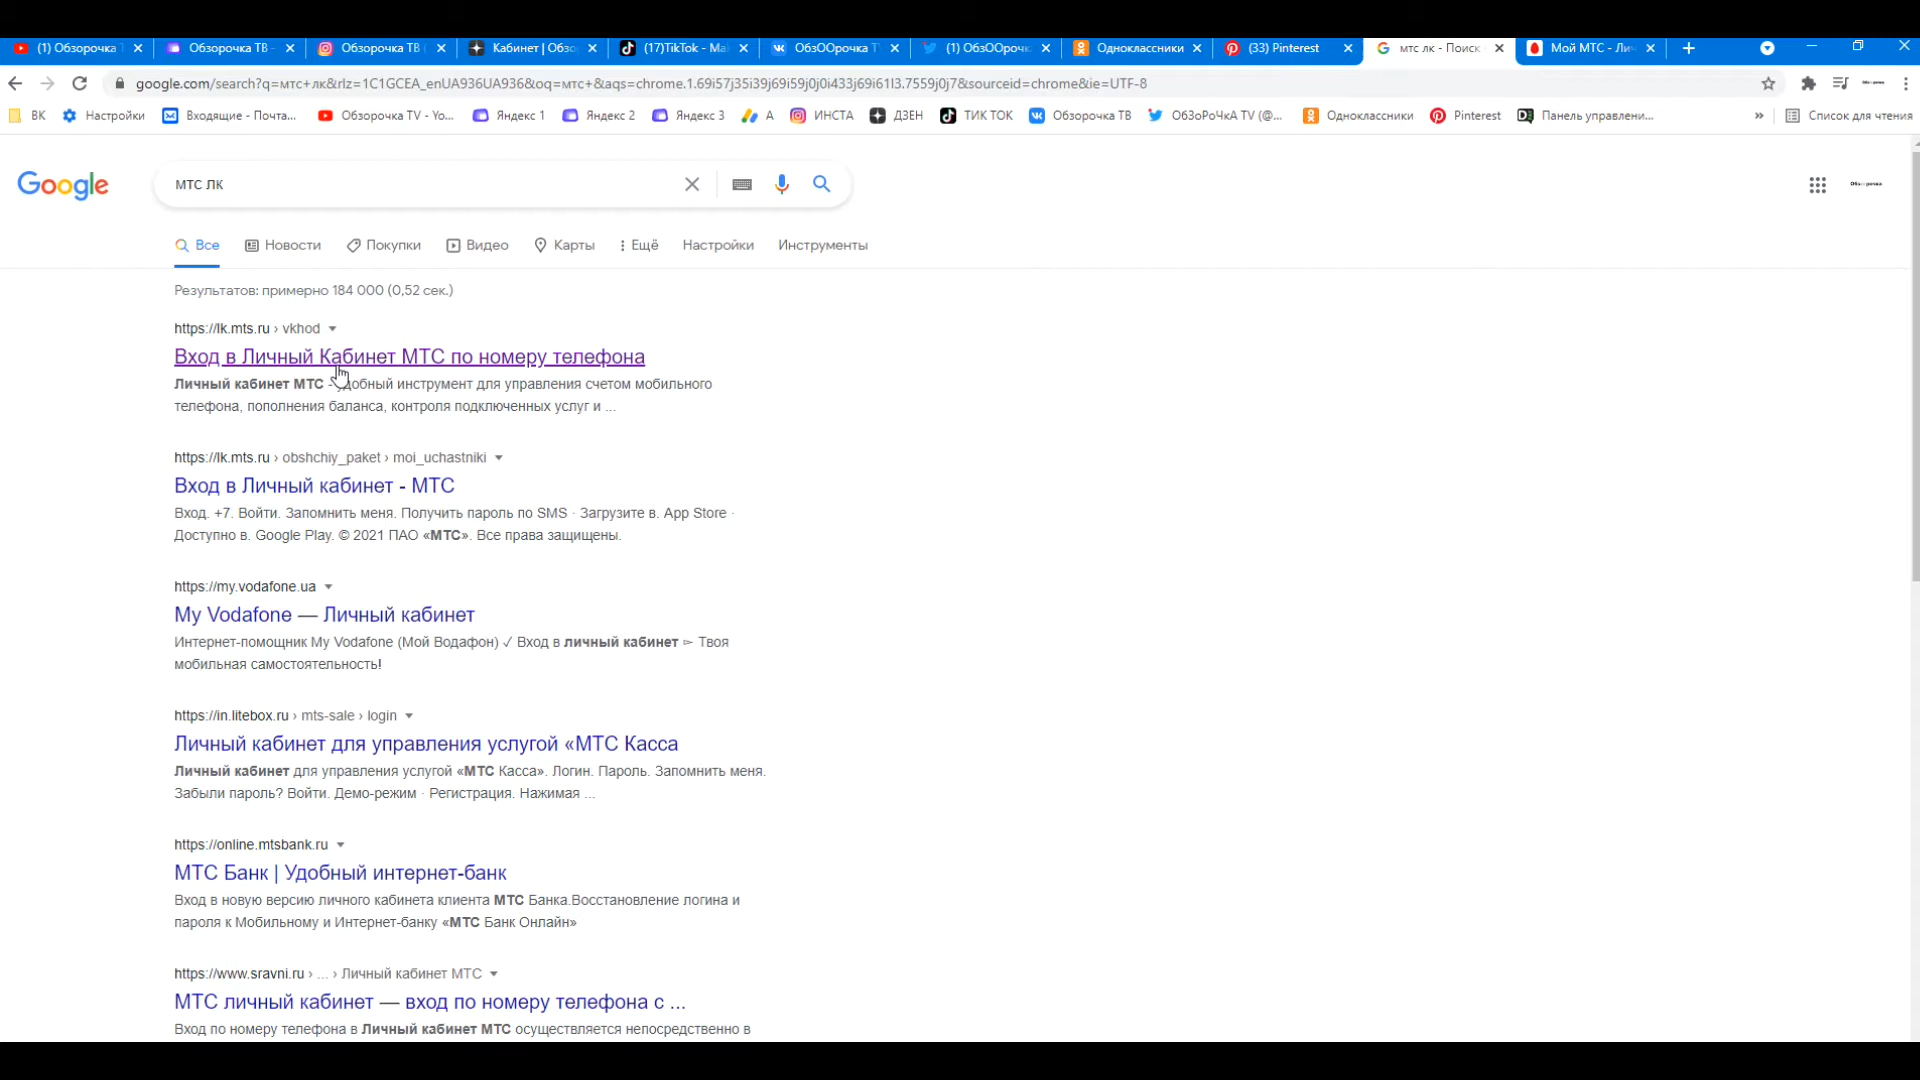 (1) Обзорочка Т
Обзорочка ТВ -
Обзорочка ТВ (
Кабинет | Обзо
(17)TikTok - Ma
ОбзООрочка T
(1) ОбзООрочк
Одноклассники
(33) Pinterest
мтс лк - Поиск
Мой МТС - Ли
google.com/search?q=мтс+лк&rlz=1C1GCEA_enUA936UA936&oq=мтс+&aqs=chrome.1.69i57j35i39j69i59j0j0i433j69i61l3.7559j0j7&sourceid=chrome&ie=UTF-8
ВК
Настройки
Входящие - Почта...
Обзорочка TV - Yo...
Яндекс 1
Яндекс 2
Яндекс 3
А
ИНСТА
ДЗЕН
ТИК ТОК
Обзорочка ТВ
ОбЗоРоЧкА TV (@...
Одноклассники
Pinterest
Панель управлени...
»
Список для чтения
Google
мтс лк
Все
Новости
Покупки
Видео
Карты
Ещё
Настройки
Инструменты
Результатов: примерно 184 000 (0,52 сек.)
https://lk.mts.ru › vkhod
Вход в Личный Кабинет МТС по номеру телефона
Личный кабинет МТС - удобный инструмент для управления счетом мобильного
телефона, пополнения баланса, контроля подключенных услуг и ...
https://lk.mts.ru › obshchiy_paket › moi_uchastniki
Вход в Личный кабинет - МТС
Вход. +7. Войти. Запомнить меня. Получить пароль по SMS · Загрузите в. App Store ·
Доступно в. Google Play. © 2021 ПАО «МТС». Все права защищены.
https://my.vodafone.ua
My Vodafone — Личный кабинет
Интернет-помощник My Vodafone (Мой Водафон) ✓ Вход в личный кабинет ➣ Твоя
мобильная самостоятельность!
https://in.litebox.ru › mts-sale › login
Личный кабинет для управления услугой «МТС Касса
Личный кабинет для управления услугой «МТС Касса». Логин. Пароль. Запомнить меня.
Забыли пароль? Войти. Демо-режим · Регистрация. Нажимая ...
https://online.mtsbank.ru
МТС Банк | Удобный интернет-банк
Вход в новую версию личного кабинета клиента МТС Банка.Восстановление логина и
пароля к Мобильному и Интернет-банку «МТС Банк Онлайн»
https://www.sravni.ru › ... › Личный кабинет МТС
МТС личный кабинет — вход по номеру телефона с ...
Вход по номеру телефона в Личный кабинет МТС осуществляется непосредственно в